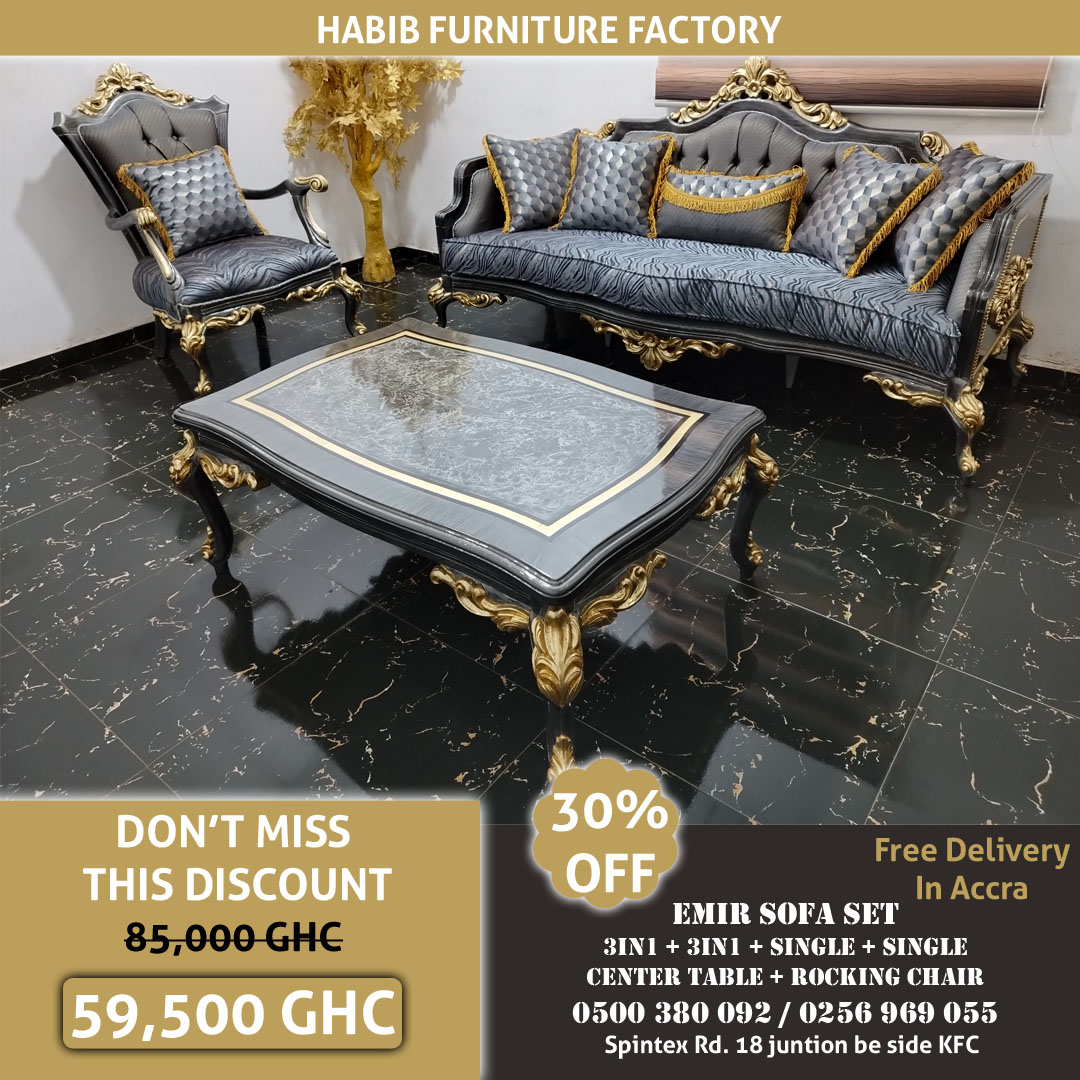 HABIB FURNITURE FACTORY
DON'T MISS
THIS DISCOUNT
85,000 GHC
59,500 GHC
30%
OFF
Free Delivery
In Accra
EMIR SOFA SET
3IN1 + 3IN1 + SINGLE + SINGLE
CENTER TABLE + ROCKING CHAIR
0500 380 092 / 0256 969 055
Spintex Rd. 18 juntion be side KFC